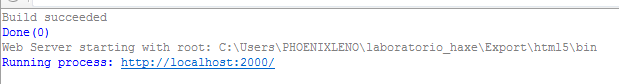 Build succeeded
Done(0)
Web Server starting with root: C:\Users\PHOENIXLENO\laboratorio_haxe\Export\html5\bin
Running process: http://localhost:2000/